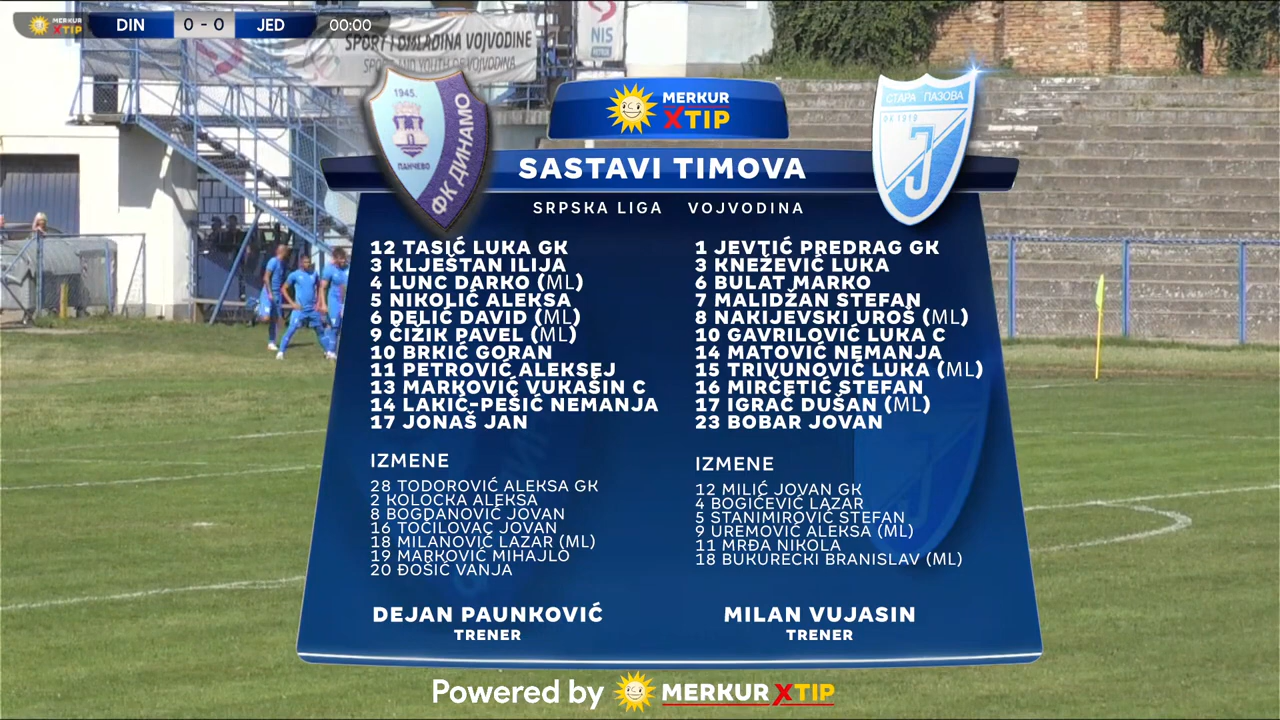 MERKUR
XTIP
DIN 0 - 0 JED 00:00
SPORT I OMLADINA VOJVODINE
SPORT AND YOUTH OF VOJVODINA
NIS
1945.
ПАНЧЕВО
ФК ДИНАМО
MERKUR
XTIP
СТАРА ПАЗОВА
ФК 1919
J
SASTAVI TIMOVA
SRPSKA LIGA VOJVODINA
12 TASIĆ LUKA GK
3 KLJEŠTAN ILIJA
4 LUNC DARKO (ML)
5 NIKOLIĆ ALEKSA
6 DELIĆ DAVID (ML)
9 ČIŽIK PAVEL (ML)
10 BRKIĆ GORAN
11 PETROVIĆ ALEKSEJ
13 MARKOVIĆ VUKAŠIN C
14 LAKIĆ-PEŠIĆ NEMANJA
17 JONAŠ JAN
IZMENE
28 TODOROVIĆ ALEKSA GK
2 KOLOCKA ALEKSA
8 BOGDANOVIĆ JOVAN
16 TOČILOVAC JOVAN
18 MILANOVIĆ LAZAR (ML)
19 MARKOVIĆ MIHAJLO
20 ĐOŠIĆ VANJA
DEJAN PAUNKOVIĆ
TRENER
1 JEVTIĆ PREDRAG GK
3 KNEŽEVIĆ LUKA
6 BULAT MARKO
7 MALIDŽAN STEFAN
8 NAKIJEVSKI UROŠ (ML)
10 GAVRILOVIĆ LUKA C
14 MATOVIĆ NEMANJA
15 TRIVUNOVIĆ LUKA (ML)
16 MIRČETIĆ STEFAN
17 IGRAČ DUŠAN (ML)
23 BOBAR JOVAN
IZMENE
12 MILIĆ JOVAN GK
4 BOGIĆEVIĆ LAZAR
5 STANIMIROVIĆ STEFAN
9 UREMOVIĆ ALEKSA (ML)
11 MRĐA NIKOLA
18 BUKURECKI BRANISLAV (ML)
MILAN VUJASIN
TRENER
Powered by MERKUR XTIP